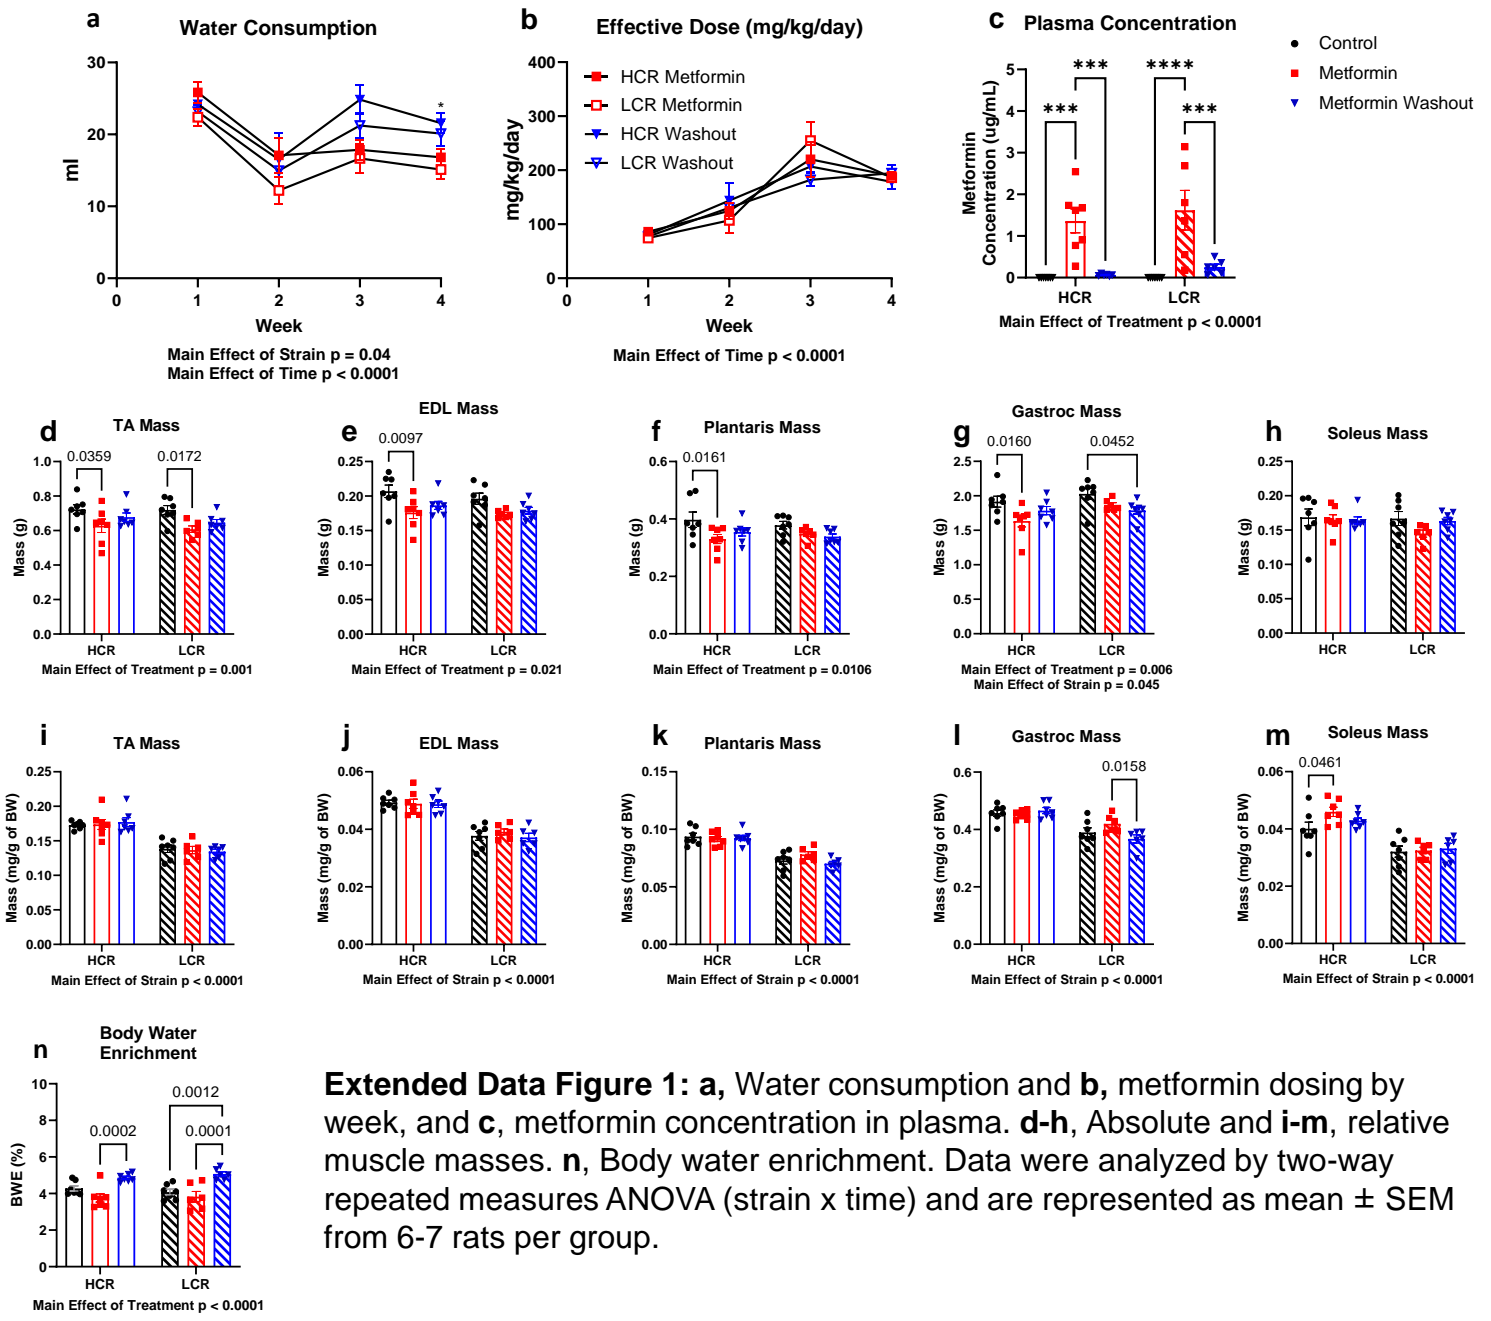 a
Water Consumption
30
20
10
0
ml
0
1
2
3
4
*
Week
Main Effect of Strain p = 0.04
Main Effect of Time p < 0.0001
b
Effective Dose (mg/kg/day)
400
300
200
100
0
mg/kg/day
HCR Metformin
LCR Metformin
HCR Washout
LCR Washout
0
1
2
3
4
Week
Main Effect of Time p < 0.0001
c
Plasma Concentration
Metformin
Concentration (ug/mL)
5
4
3
2
1
0
***
***
****
***
HCR
LCR
Main Effect of Treatment p < 0.0001
Control
Metformin
Metformin Washout
d
TA Mass
Mass (g)
1.0
0.8
0.6
0.4
0.2
0.0
0.0359
0.0172
HCR
LCR
Main Effect of Treatment p = 0.001
e
EDL Mass
Mass (g)
0.25
0.20
0.15
0.10
0.05
0.00
0.0097
HCR
LCR
Main Effect of Treatment p = 0.021
f
Plantaris Mass
Mass (g)
0.6
0.4
0.2
0.0
0.0161
HCR
LCR
Main Effect of Treatment p = 0.0106
g
Gastroc Mass
Mass (g)
2.5
2.0
1.5
1.0
0.5
0.0
0.0160
0.0452
HCR
LCR
Main Effect of Treatment p = 0.006
Main Effect of Strain p = 0.045
h
Soleus Mass
Mass (g)
0.25
0.20
0.15
0.10
0.05
0.00
HCR
LCR
i
TA Mass
Mass (mg/g of BW)
0.25
0.20
0.15
0.10
0.05
0.00
HCR
LCR
Main Effect of Strain p < 0.0001
j
EDL Mass
Mass (mg/g of BW)
0.06
0.04
0.02
0.00
HCR
LCR
Main Effect of Strain p < 0.0001
k
Plantaris Mass
Mass (mg/g of BW)
0.15
0.10
0.05
0.00
HCR
LCR
Main Effect of Strain p < 0.0001
l
Gastroc Mass
Mass (mg/g of BW)
0.6
0.4
0.2
0.0
0.0158
HCR
LCR
Main Effect of Strain p < 0.0001
m
Soleus Mass
Mass (mg/g of BW)
0.06
0.04
0.02
0.00
0.0461
HCR
LCR
Main Effect of Strain p < 0.0001
n
Body Water
Enrichment
BWE (%)
10
8
6
4
2
0
0.0002
0.0012
0.0001
HCR
LCR
Main Effect of Treatment p < 0.0001
Extended Data Figure 1: a, Water consumption and b, metformin dosing by
week, and c, metformin concentration in plasma. d-h, Absolute and i-m, relative
muscle masses. n, Body water enrichment. Data were analyzed by two-way
repeated measures ANOVA (strain x time) and are represented as mean ± SEM
from 6-7 rats per group.